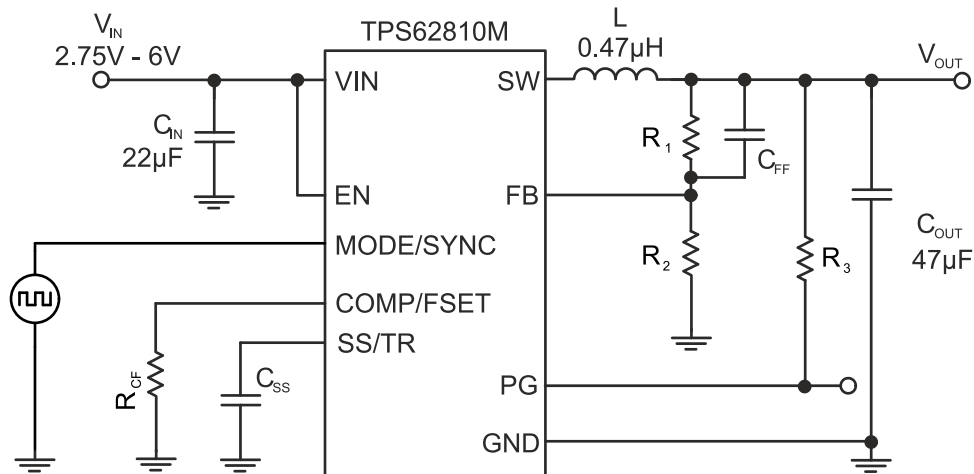 TPS62810M
V_IN
2.75V - 6V
L
0.47µH
V_OUT
VIN
SW
C_IN
22µF
R_1
C_FF
EN
FB
MODE/SYNC
R_2
R_3
C_OUT
47µF
COMP/FSET
SS/TR
R_CF
C_SS
PG
GND